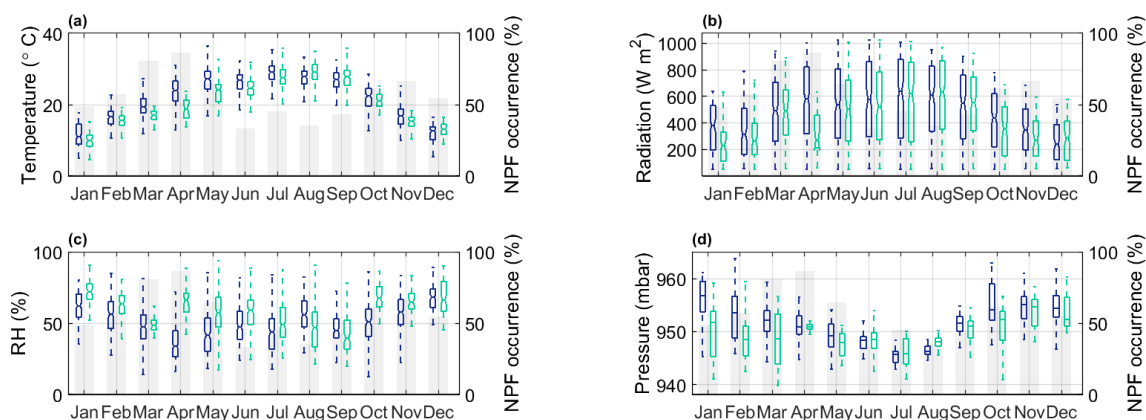 (a)
40
20
0
Temperature (° C)
100
50
0
NPF occurrence (%)
Jan Feb Mar Apr May Jun Jul Aug Sep Oct Nov Dec
(b)
1000
800
600
400
200
Radiation (W m²)
100
50
0
NPF occurrence (%)
Jan Feb Mar Apr May Jun Jul Aug Sep Oct Nov Dec
(c)
100
50
0
RH (%)
100
50
0
NPF occurrence (%)
Jan Feb Mar Apr May Jun Jul Aug Sep Oct Nov Dec
(d)
960
950
940
Pressure (mbar)
100
50
0
NPF occurrence (%)
Jan Feb Mar Apr May Jun Jul Aug Sep Oct Nov Dec